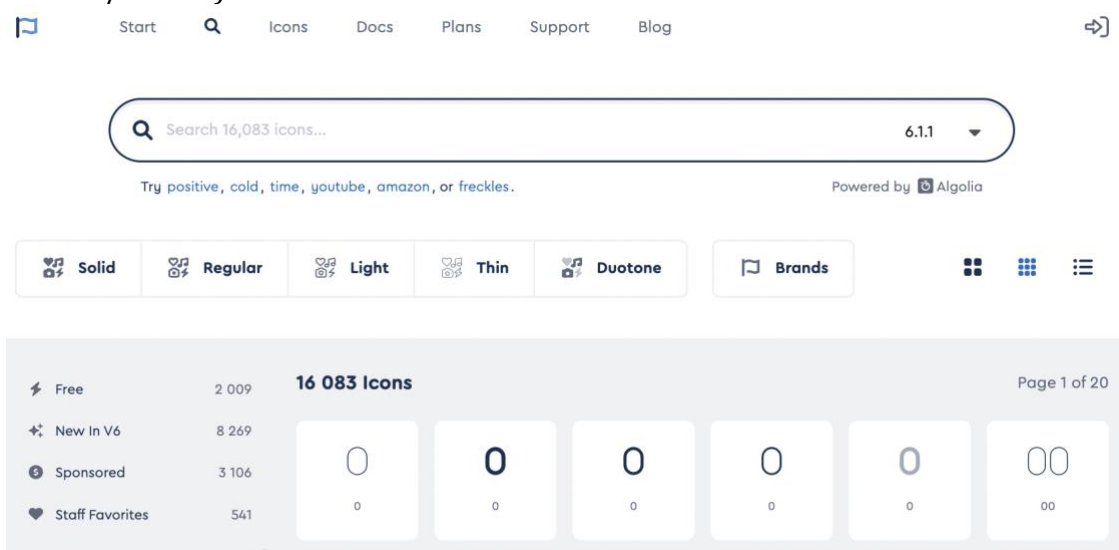 Start Icons Docs Plans Support Blog
Search 16,083 icons...
6.1.1
Try positive, cold, time, youtube, amazon, or freckles.
Powered by Algolia
Solid Regular Light Thin Duotone Brands
16 083 Icons
Page 1 of 20
Free 2 009
New In V6 8 269
Sponsored 3 106
Staff Favorites 541
0 0 0 0 0 00
0 0 0 0 0 00